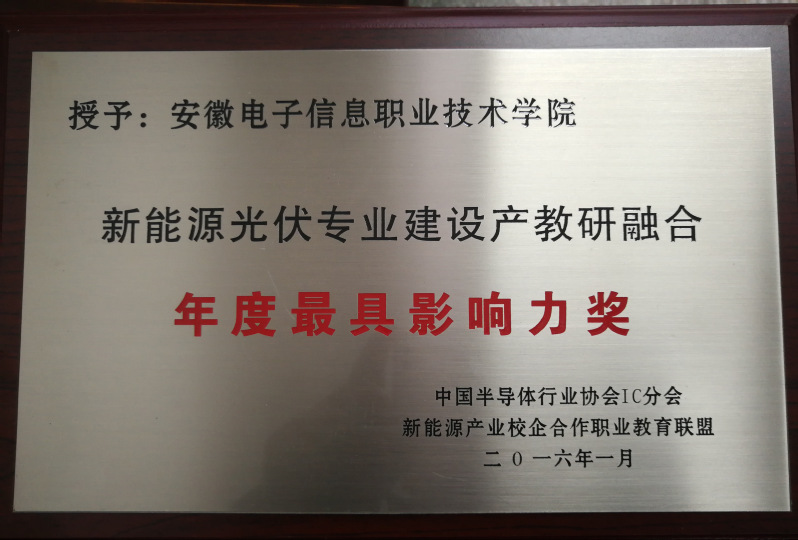 授予：安徽电子信息职业技术学院
新能源光伏专业建设产教研融合
年度最具影响力奖
中国半导体行业协会IC分会
新能源产业校企合作职业教育联盟
二0一六年一月